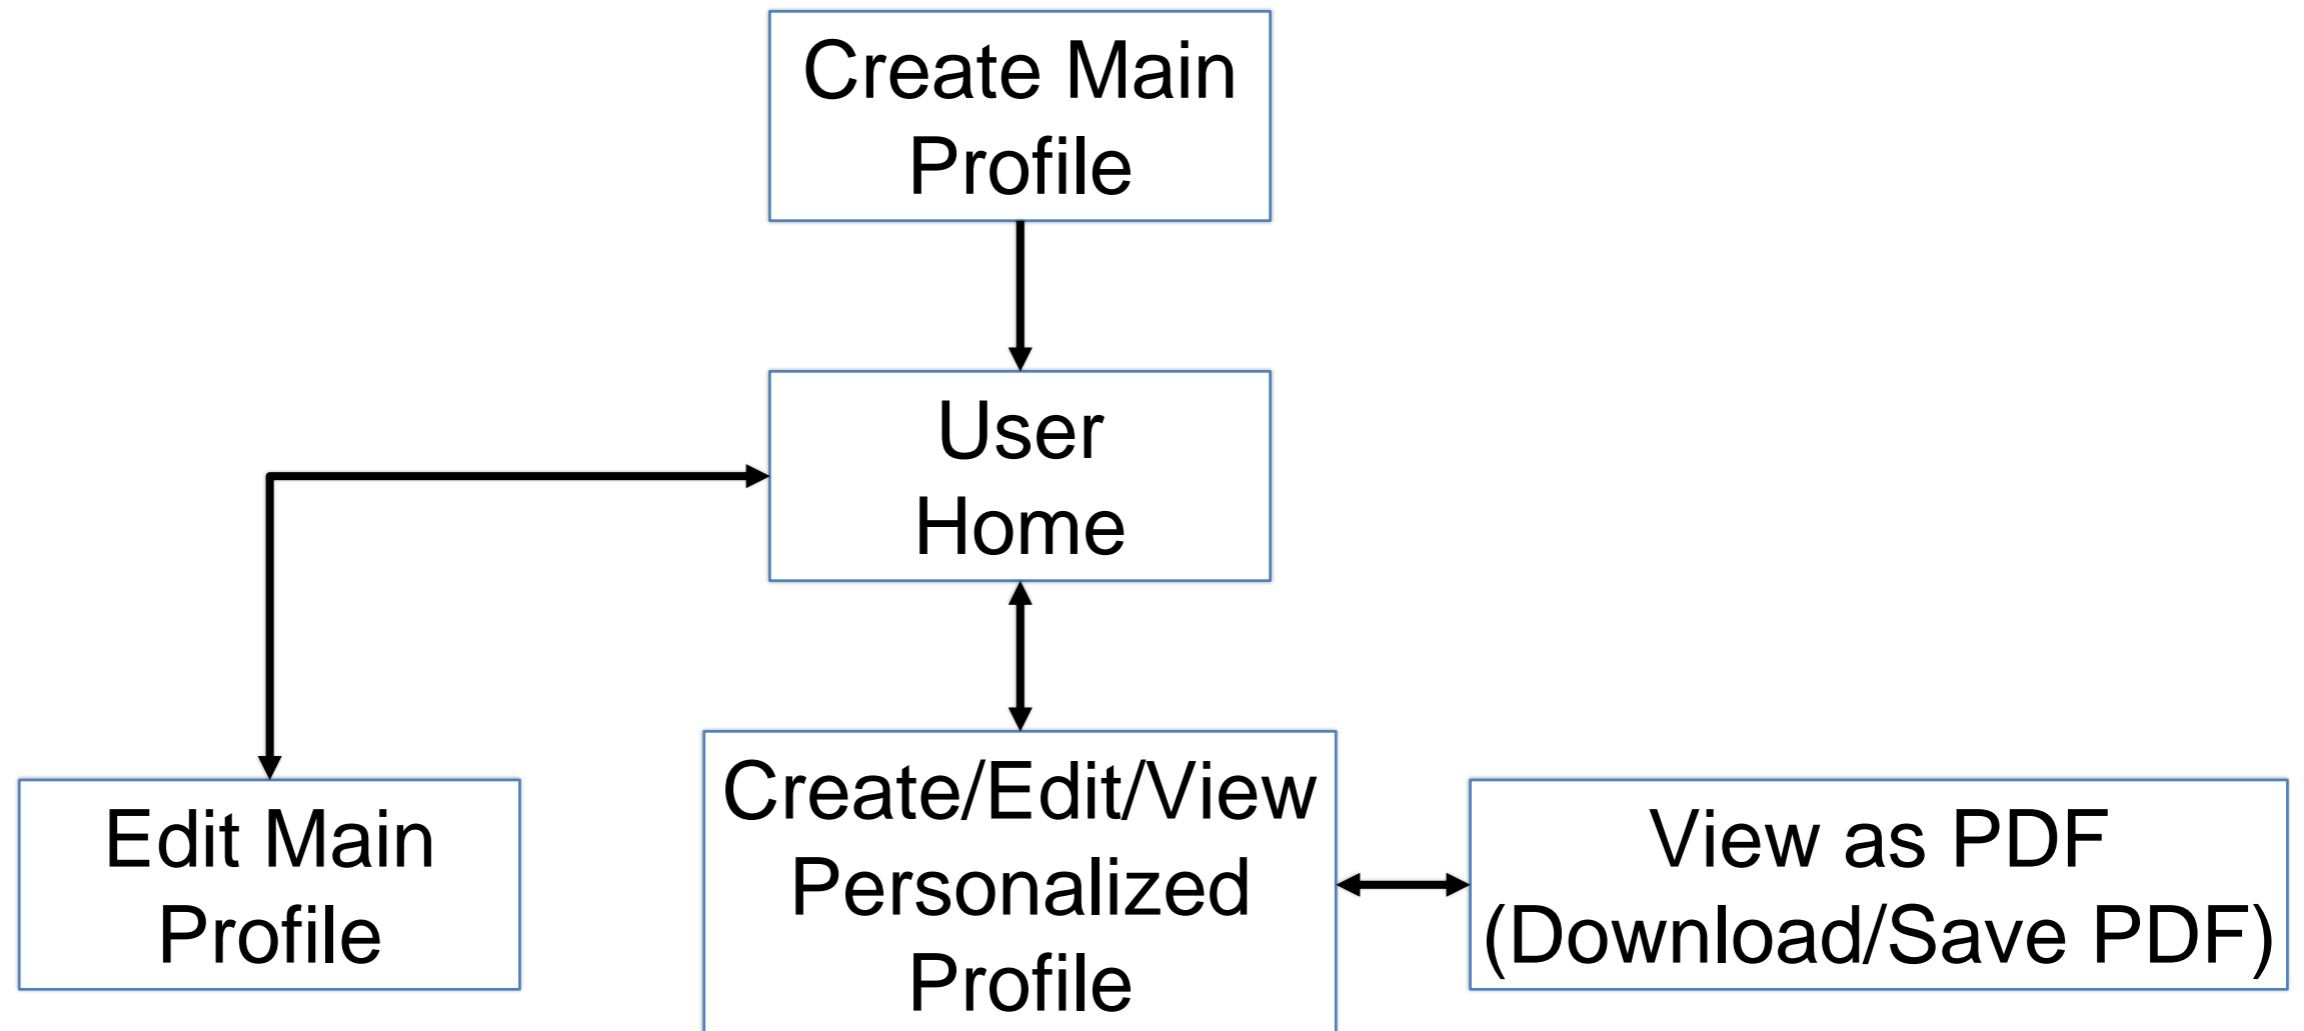 Create Main
Profile
User
Home
Edit Main
Profile
Create/Edit/View
Personalized
Profile
View as PDF
(Download/Save PDF)